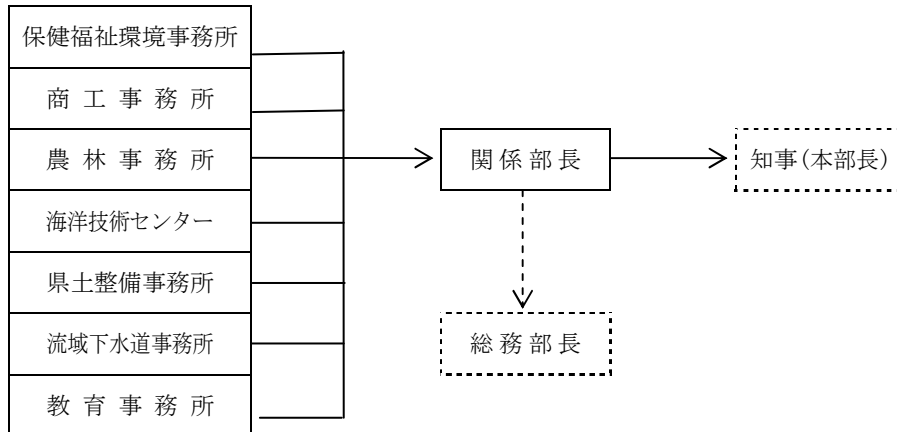 保健福祉環境事務所
商工事務所
農林事務所
海洋技術センター
県土整備事務所
流域下水道事務所
教育事務所
関係部長
知事(本部長)
総務部長